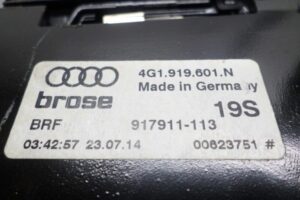 4G1.919.601.N
Made in Germany
brose 19S
BRF 917911-113
03:42:57 23.07.14 00623751 #